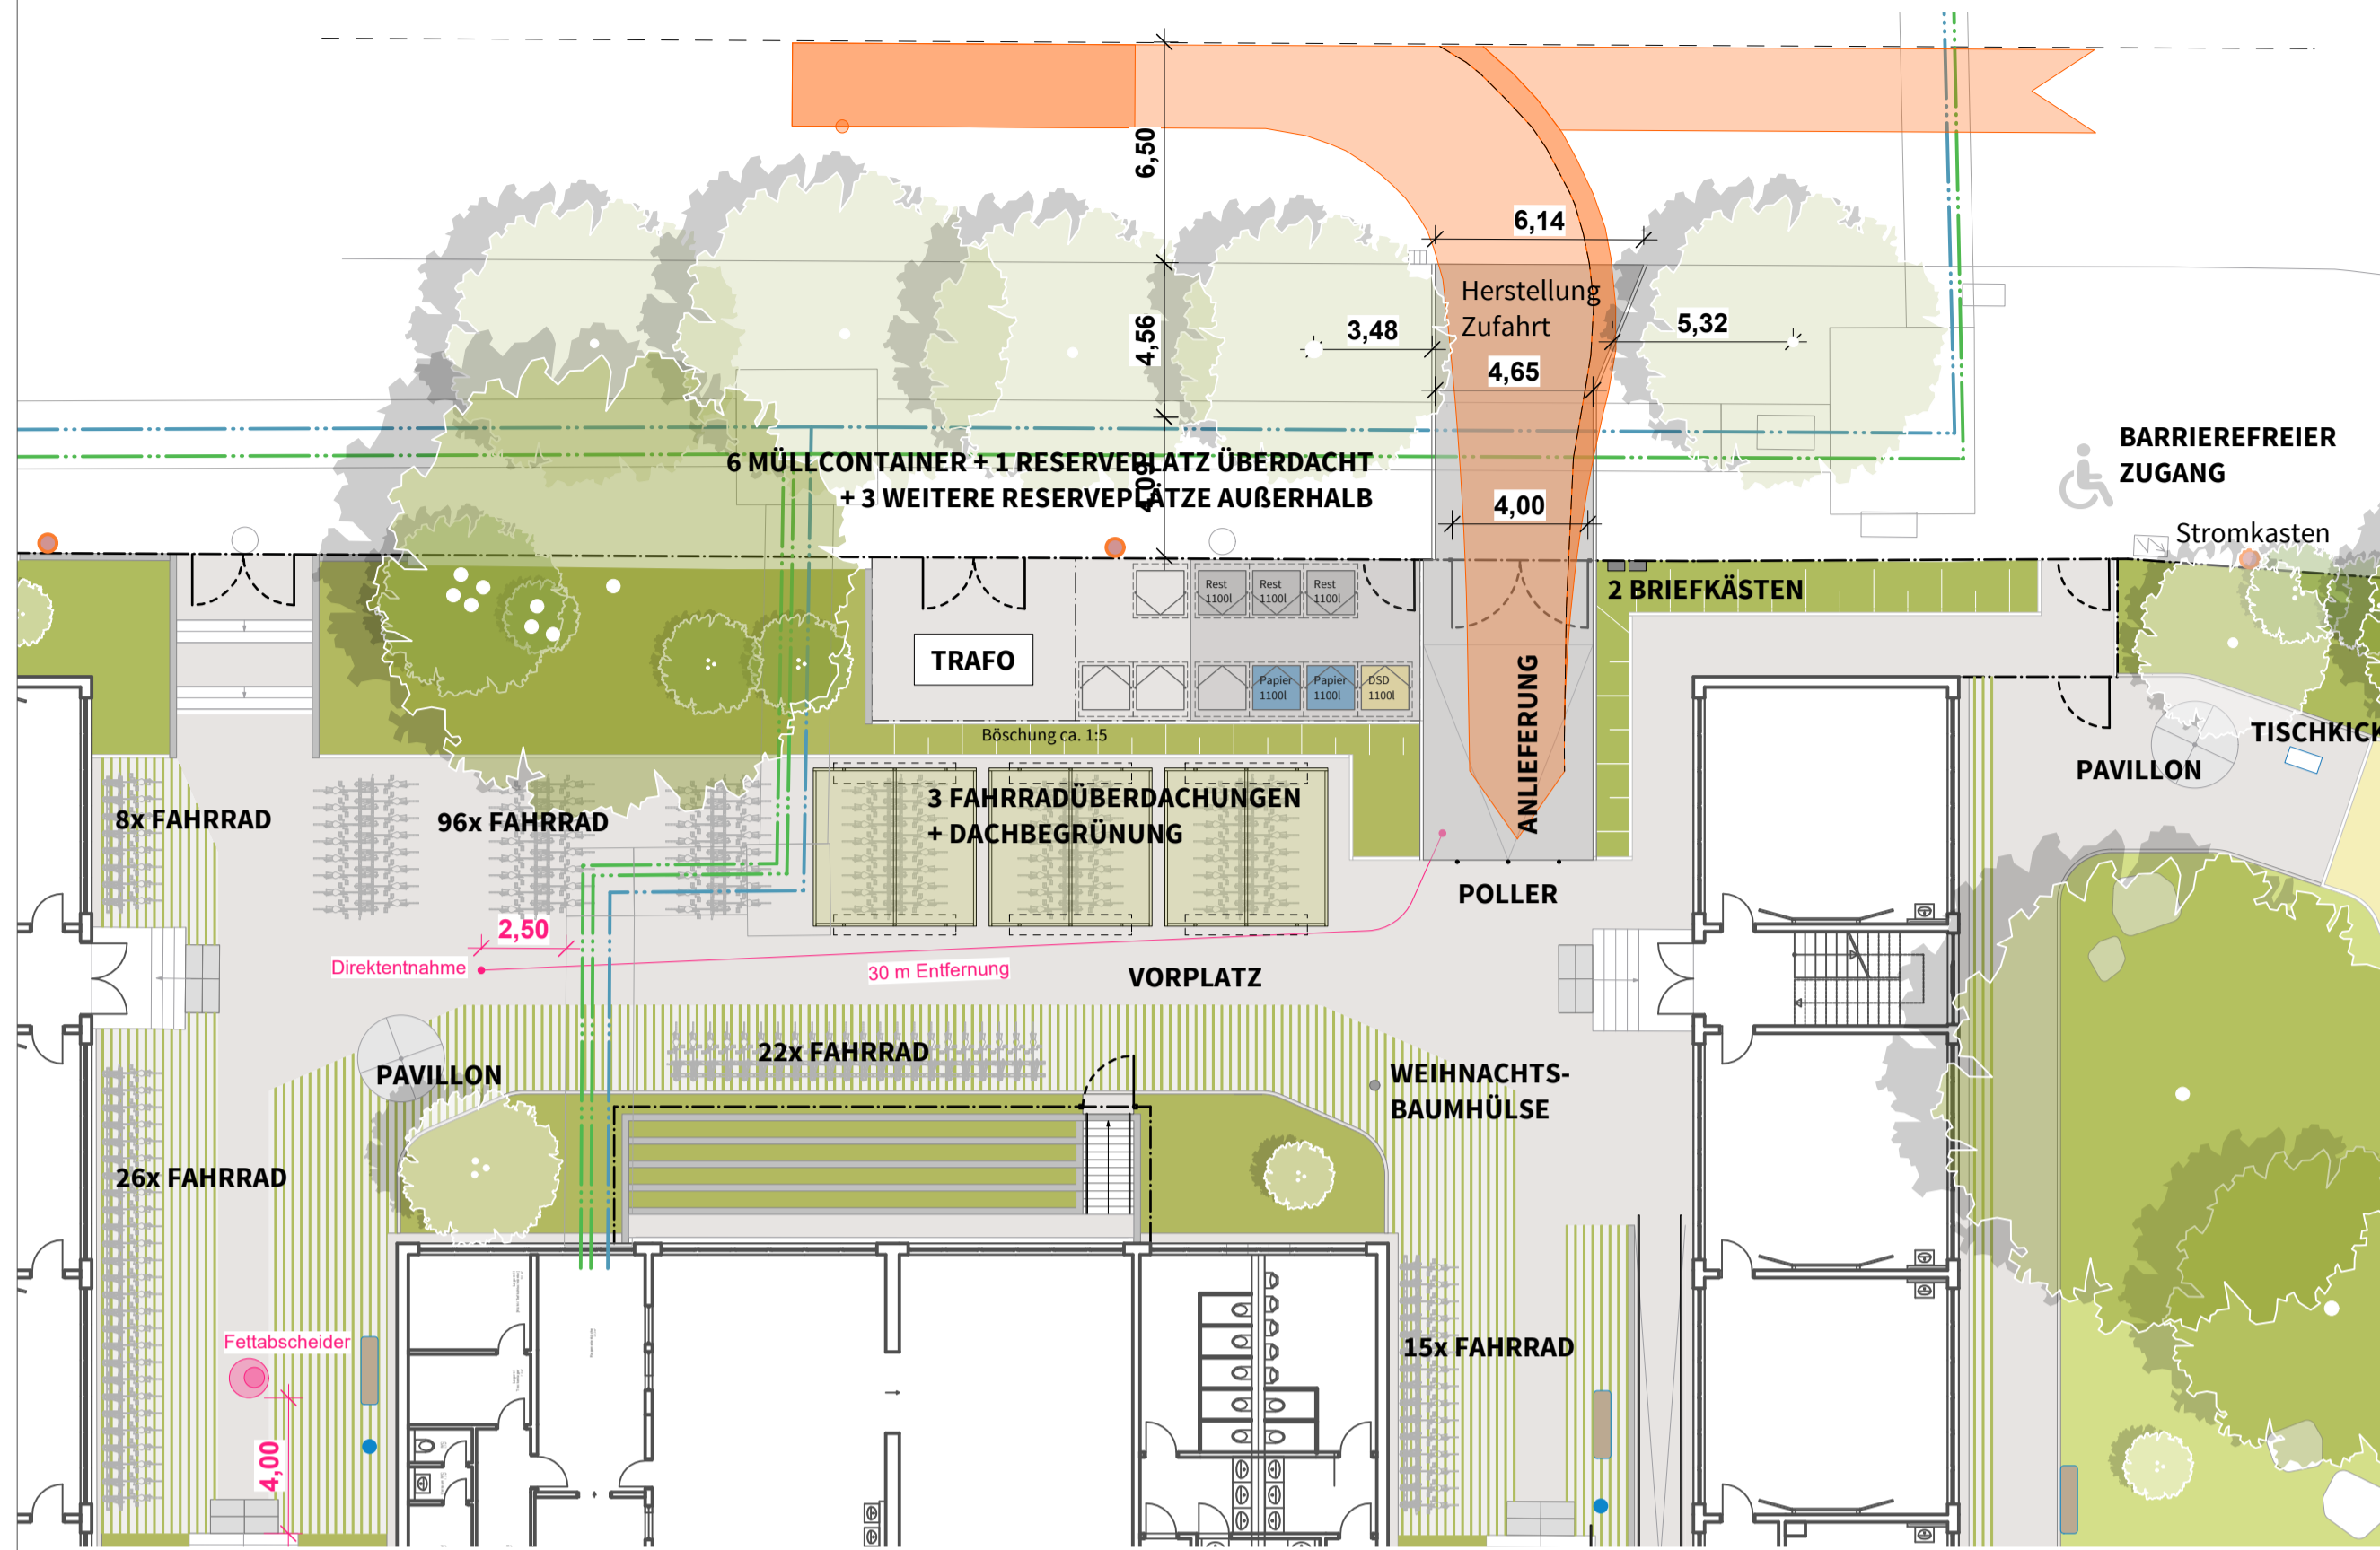 6,50
6,14
Herstellung
Zufahrt
4,56
3,48
5,32
4,65
BARRIEREFREIER
ZUGANG
6 MÜLLCONTAINER + 1 RESERVEPLATZ ÜBERDACHT
+ 3 WEITERE RESERVEPLÄTZE AUßERHALB
4,09
4,00
Stromkasten
2 BRIEFKÄSTEN
Rest
1100l
Rest
1100l
Rest
1100l
TRAFO
Papier
1100l
Papier
1100l
DSD
1100l
ANLIEFERUNG
Böschung ca. 1:5
TISCHKICK
PAVILLON
8x FAHRRAD
96x FAHRRAD
3 FAHRRADÜBERDACHUNGEN
+ DACHBEGRÜNUNG
POLLER
2,50
Direktentnahme
30 m Entfernung
VORPLATZ
22x FAHRRAD
PAVILLON
WEIHNACHTS-
BAUMHÜLSE
26x FAHRRAD
Fettabscheider
15x FAHRRAD
4,00